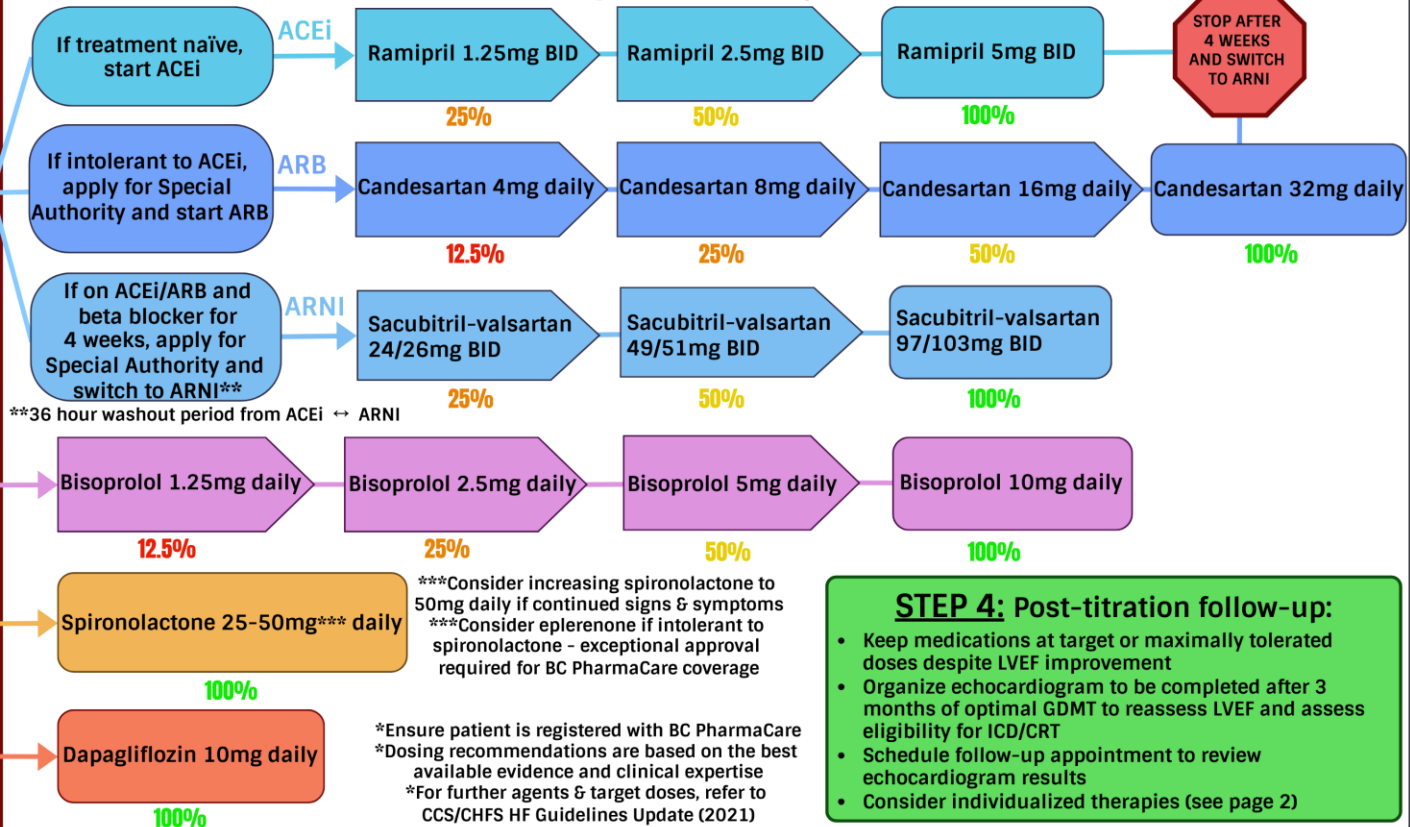 If treatment naïve,
start ACEi
ACEi
Ramipril 1.25mg BID
Ramipril 2.5mg BID
Ramipril 5mg BID
STOP AFTER
4 WEEKS
AND SWITCH
TO ARNI
25%
50%
100%
If intolerant to ACEi,
apply for Special
Authority and start ARB
ARB
Candesartan 4mg daily
Candesartan 8mg daily
Candesartan 16mg daily
Candesartan 32mg daily
12.5%
25%
50%
100%
If on ACEi/ARB and
beta blocker for
4 weeks, apply for
Special Authority and
switch to ARNI**
ARNI
Sacubitril-valsartan
24/26mg BID
Sacubitril-valsartan
49/51mg BID
Sacubitril-valsartan
97/103mg BID
25%
50%
100%
**36 hour washout period from ACEi ↔ ARNI
Bisoprolol 1.25mg daily
Bisoprolol 2.5mg daily
Bisoprolol 5mg daily
Bisoprolol 10mg daily
12.5%
25%
50%
100%
Spironolactone 25-50mg*** daily
100%
***Consider increasing spironolactone to
50mg daily if continued signs & symptoms
***Consider eplerenone if intolerant to
spironolactone - exceptional approval
required for BC PharmaCare coverage
Dapagliflozin 10mg daily
100%
*Ensure patient is registered with BC PharmaCare
*Dosing recommendations are based on the best
available evidence and clinical expertise
*For further agents & target doses, refer to
CCS/CHFS HF Guidelines Update (2021)
STEP 4: Post-titration follow-up:
• Keep medications at target or maximally tolerated
doses despite LVEF improvement
• Organize echocardiogram to be completed after 3
months of optimal GDMT to reassess LVEF and assess
eligibility for ICD/CRT
• Schedule follow-up appointment to review
echocardiogram results
• Consider individualized therapies (see page 2)